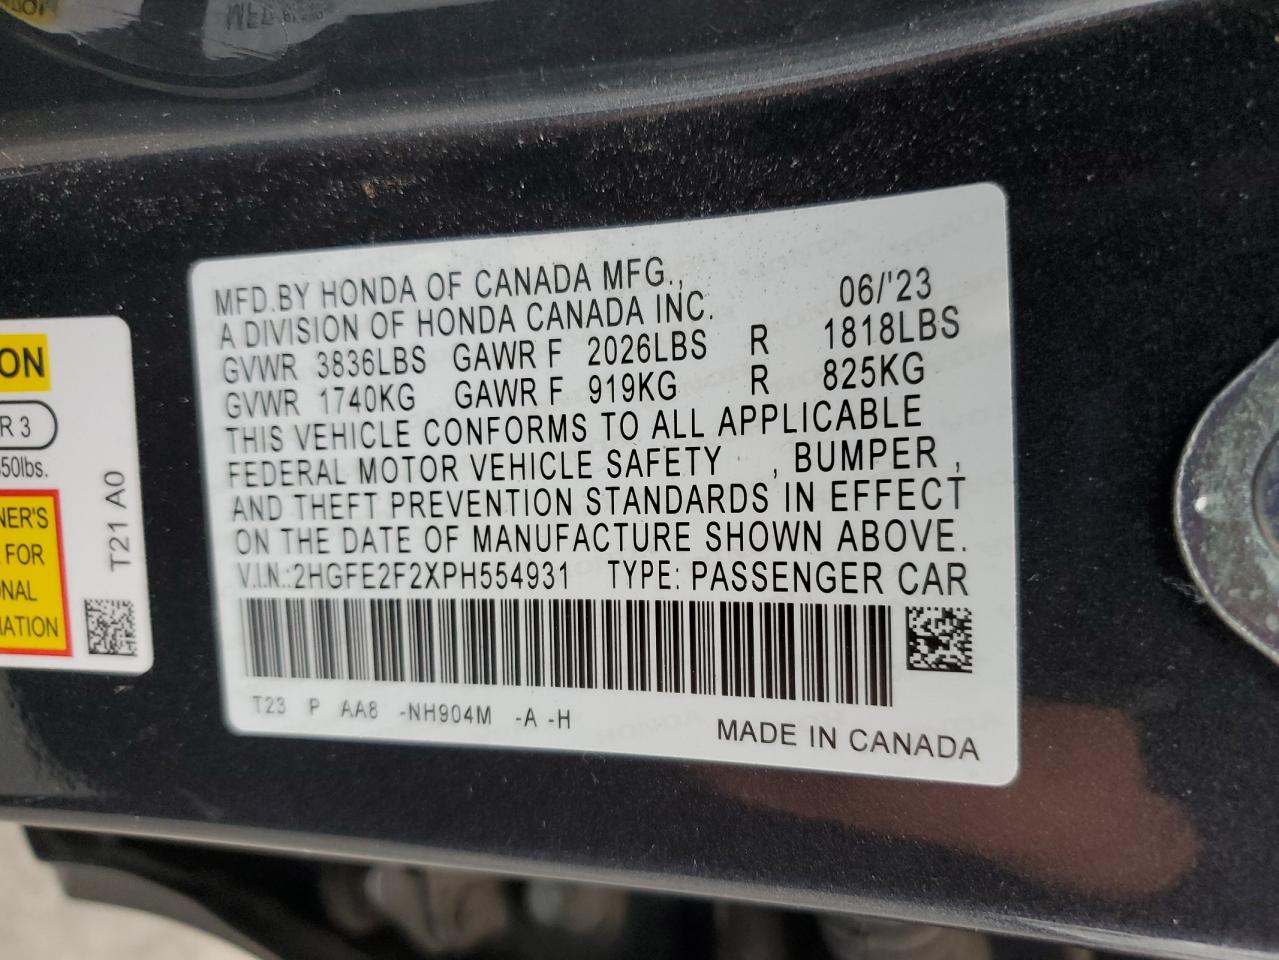 MFD.BY HONDA OF CANADA MFG.,
A DIVISION OF HONDA CANADA INC. 06/'23
GVWR 3836LBS GAWR F 2026LBS R 1818LBS
GVWR 1740KG GAWR F 919KG R 825KG
THIS VEHICLE CONFORMS TO ALL APPLICABLE
FEDERAL MOTOR VEHICLE SAFETY , BUMPER ,
AND THEFT PREVENTION STANDARDS IN EFFECT
ON THE DATE OF MANUFACTURE SHOWN ABOVE.
V.I.N.:2HGFE2F2XPH554931 TYPE: PASSENGER CAR
T23 P AA8 -NH904M -A -H
MADE IN CANADA
ON
R 3
50lbs.
NER'S
FOR
NAL
ATION
T21 A0